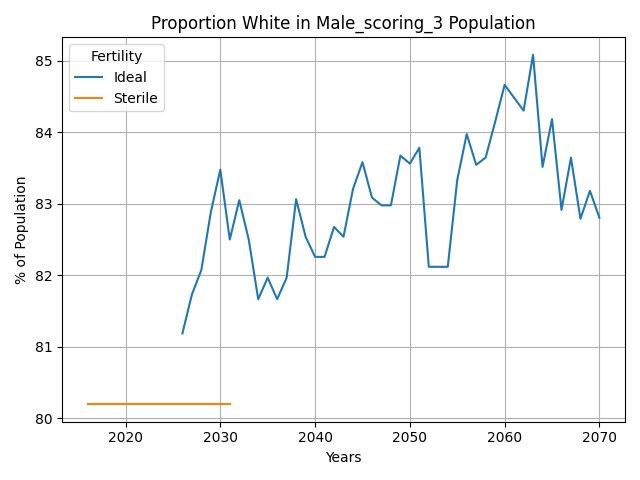 Proportion White in Male_scoring_3 Population
Fertility
Ideal
Sterile
% of Population
85
84
83
82
81
80
2020 2030 2040 2050 2060 2070
Years